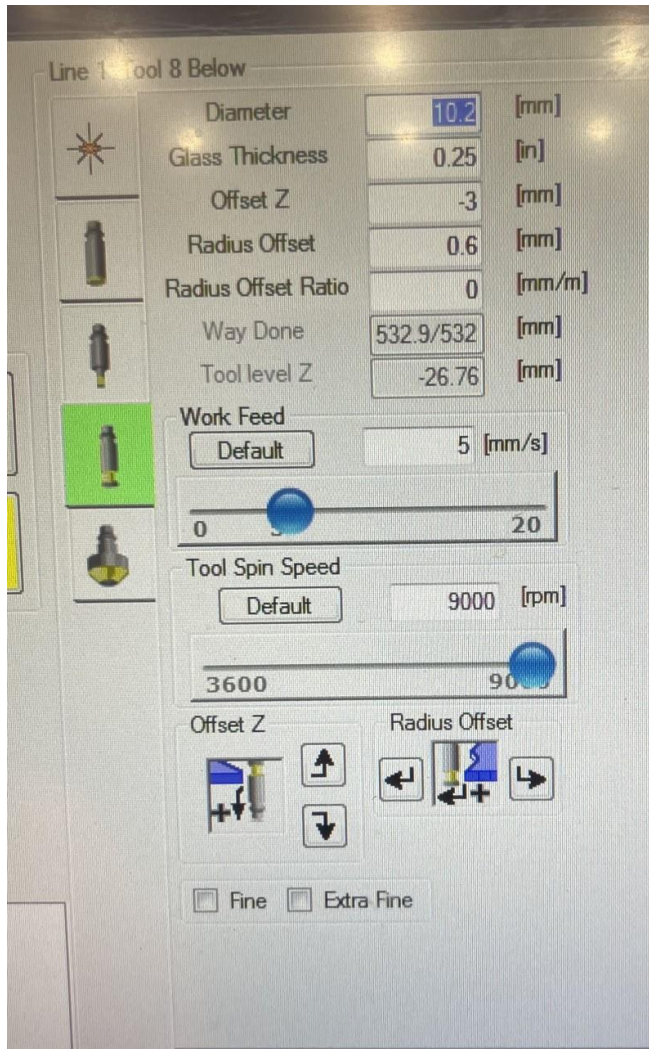 Line 1 Tool 8 Below
Diameter 10.2 [mm]
Glass Thickness 0.25 [in]
Offset Z -3 [mm]
Radius Offset 0.6 [mm]
Radius Offset Ratio 0 [mm/m]
Way Done 532.9/532 [mm]
Tool level Z -26.76 [mm]
Work Feed
Default 5 [mm/s]
0 20
Tool Spin Speed
Default 9000 [rpm]
3600
Offset Z Radius Offset
Fine Extra Fine